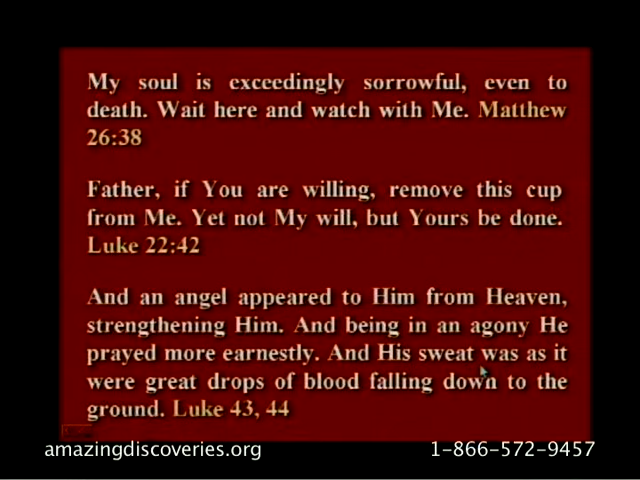 My soul is exceedingly sorrowful, even to
death. Wait here and watch with Me. Matthew
26:38
Father, if You are willing, remove this cup
from Me. Yet not My will, but Yours be done.
Luke 22:42
And an angel appeared to Him from Heaven,
strengthening Him. And being in an agony He
prayed more earnestly. And His sweat was as it
were great drops of blood falling down to the
ground. Luke 43, 44
amazingdiscoveries.org 1-866-572-9457